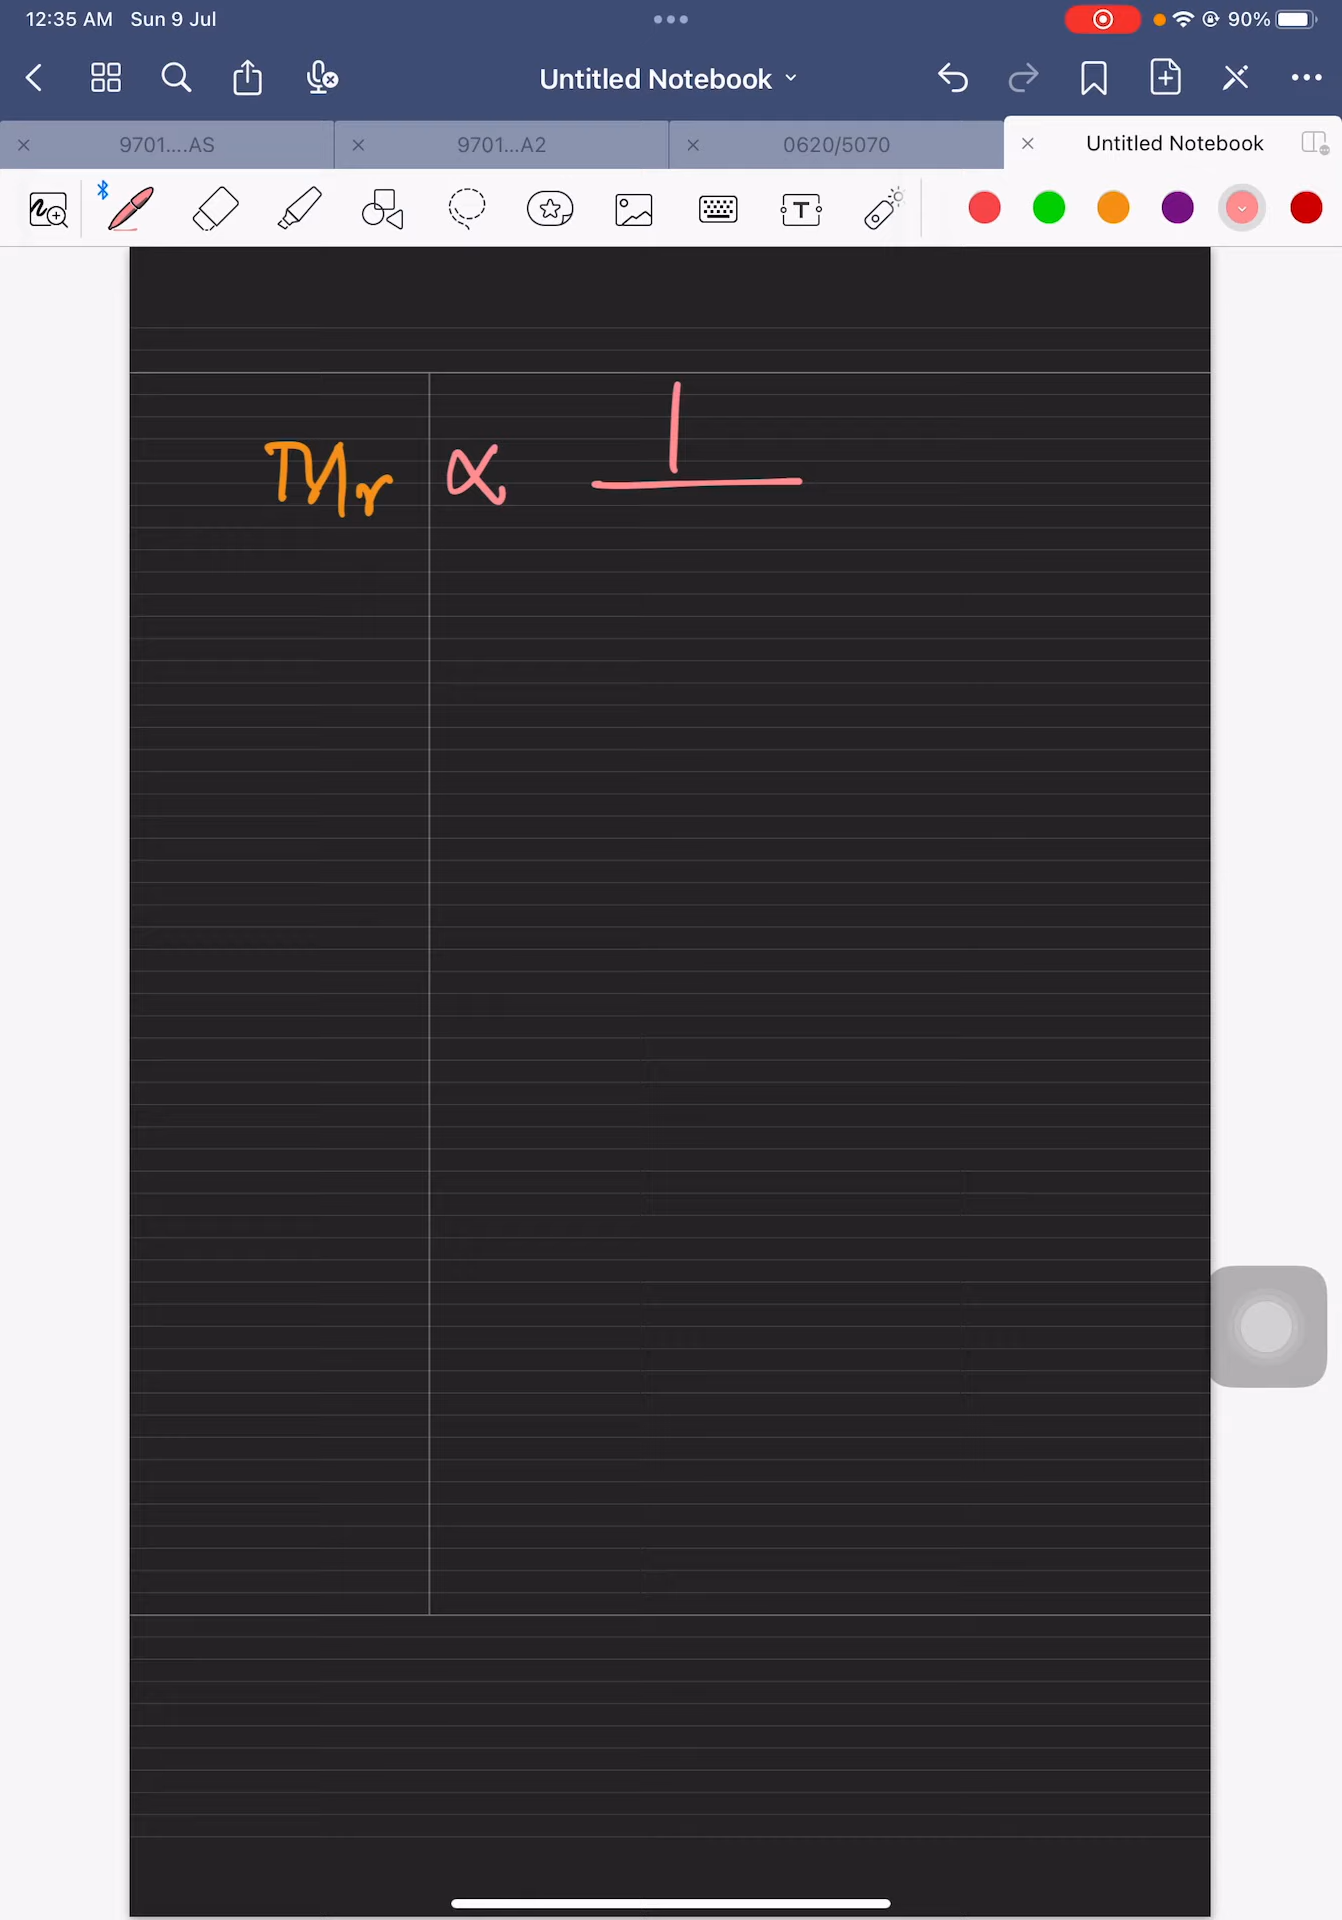 12:35 AM Sun 9 Jul 90%
Untitled Notebook
9701....AS 9701...A2 0620/5070 Untitled Notebook
T
Mr ∝ 1